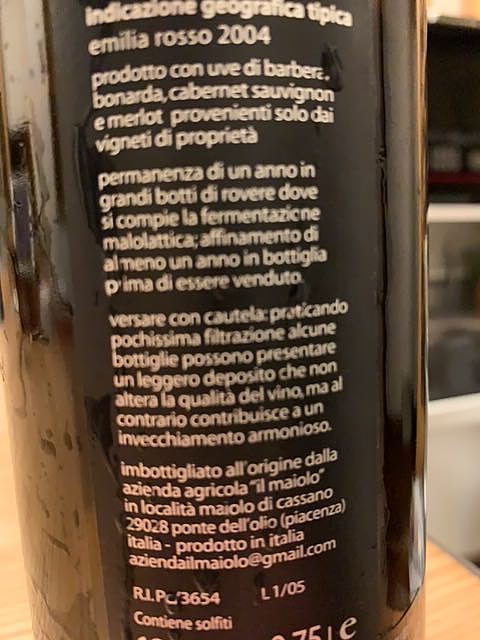 indicazione geografica tipica
emilia rosso 2004
prodotto con uve di barbera,
bonarda, cabernet sauvignon
e merlot provenienti solo dai
vigneti di proprietà
permanenza di un anno in
grandi botti di rovere dove
si compie la fermentazione
malolattica; affinamento di
almeno un anno in bottiglia
prima di essere venduto.
versare con cautela: praticando
pochissima filtrazione alcune
bottiglie possono presentare
un leggero deposito che non
altera la qualità del vino, ma al
contrario contribuisce a un
invecchiamento armonioso.
imbottigliato all'origine dalla
azienda agricola "il maiolo"
in località maiolo di cassano
29028 ponte dell'olio (piacenza)
italia - prodotto in italia
aziendailmaiolo@gmail.com
R.I. Pc/3654 L 1/05
Contiene solfiti
0,75 l e